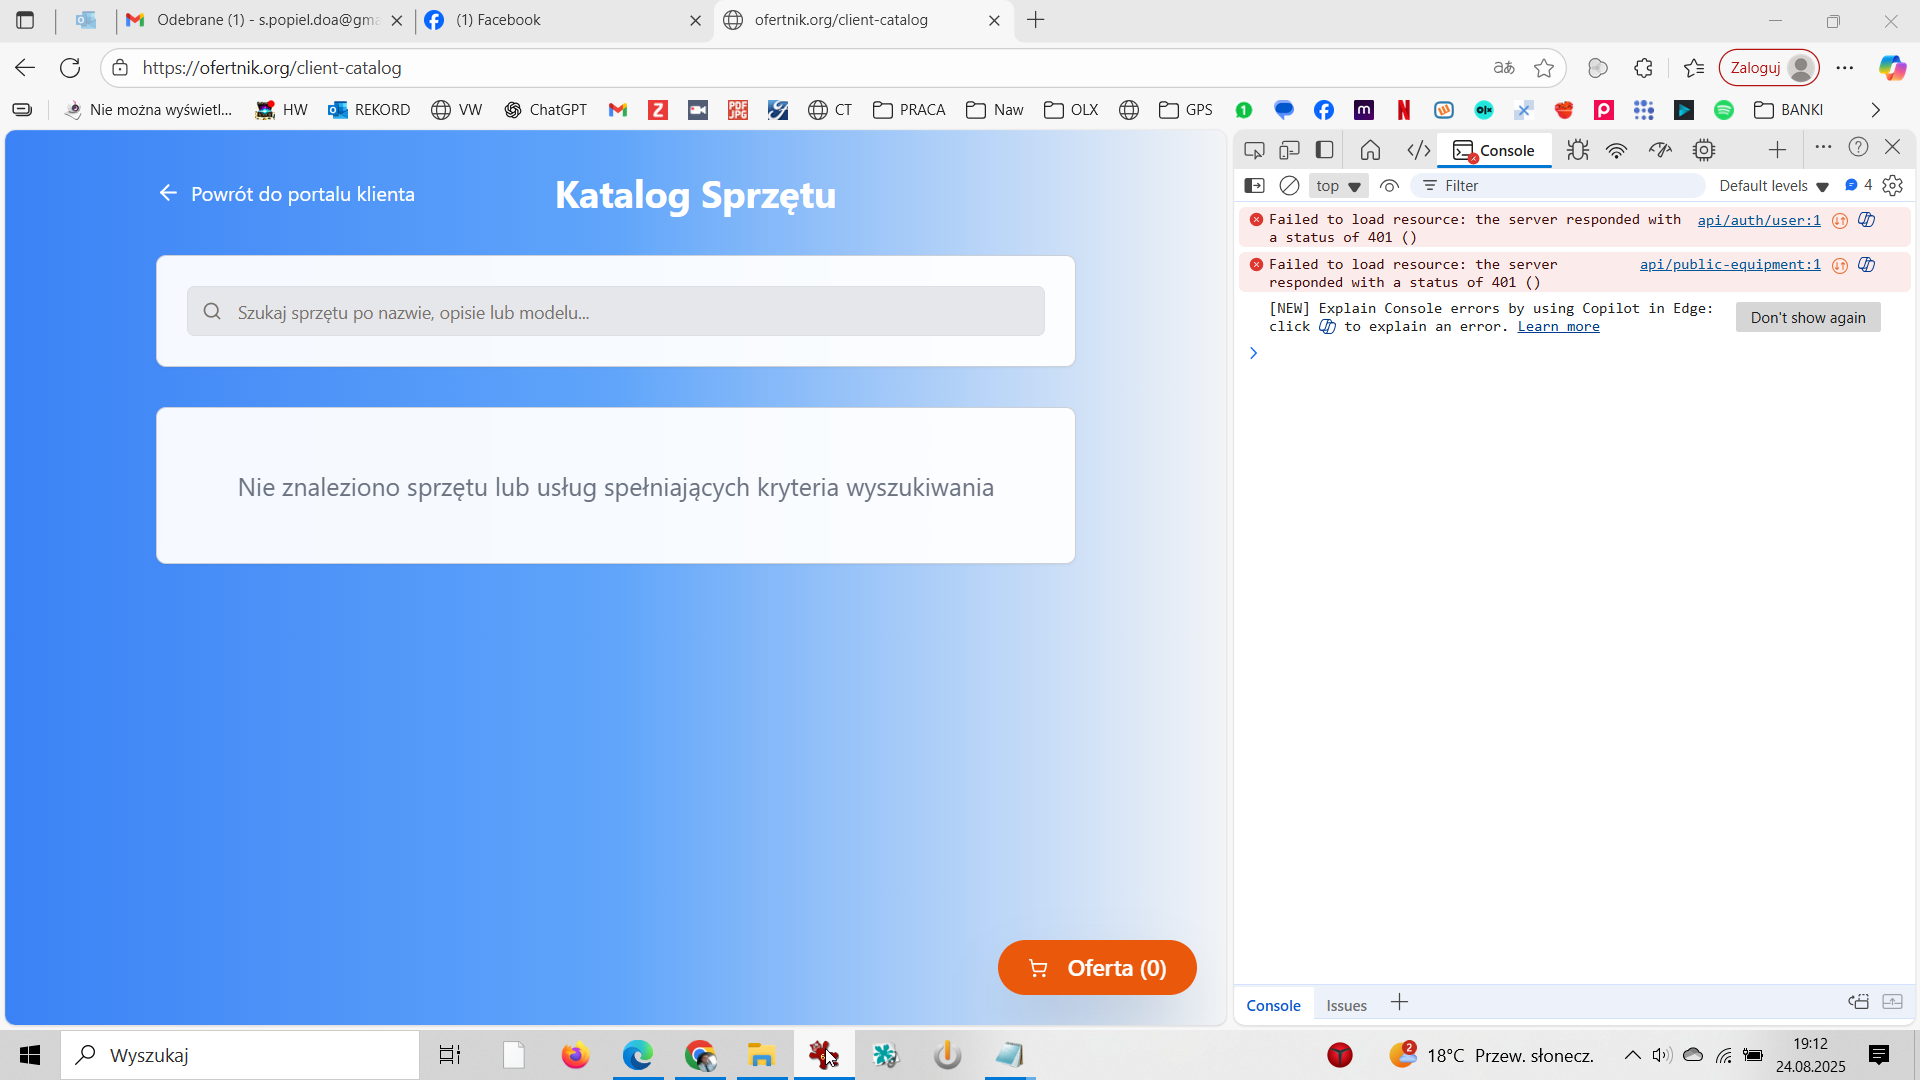 Odebrane (1) - s.popiel.doa@gma
(1) Facebook
ofertnik.org/client-catalog
https://ofertnik.org/client-catalog
aあ
Zaloguj
Nie można wyświetl...
HW
REKORD
VW
ChatGPT
CT
PRACA
Naw
OLX
GPS
BANKI
Powrót do portalu klienta
Katalog Sprzętu
Szukaj sprzętu po nazwie, opisie lub modelu...
Nie znaleziono sprzętu lub usług spełniających kryteria wyszukiwania
Oferta (0)
Console
top
Filter
Default levels
4
Failed to load resource: the server responded with
a status of 401 ()
api/auth/user:1
Failed to load resource: the server
responded with a status of 401 ()
api/public-equipment:1
[NEW] Explain Console errors by using Copilot in Edge:
click to explain an error. Learn more
Don't show again
Console
Issues
Wyszukaj
2
18°C Przew. słonecz.
19:12
24.08.2025